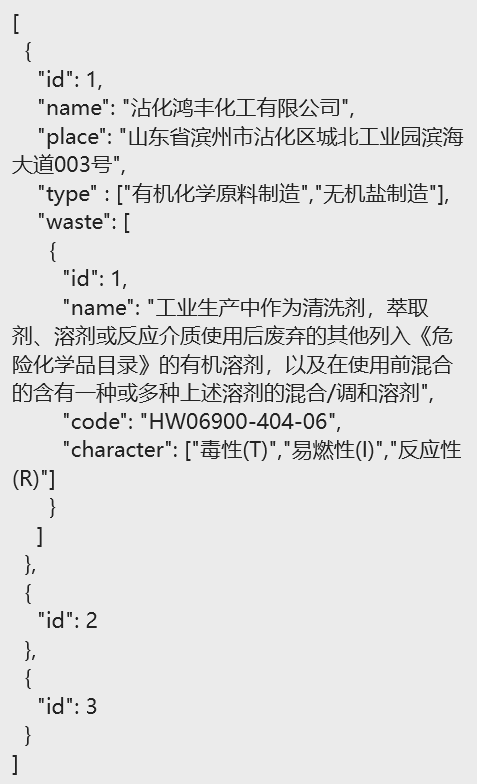 [
  {
    "id": 1,
    "name": "沾化鸿丰化工有限公司",
    "place": "山东省滨州市沾化区城北工业园滨海
大道003号",
    "type" : ["有机化学原料制造","无机盐制造"],
    "waste": [
      {
        "id": 1,
        "name": "工业生产中作为清洗剂，萃取
剂、溶剂或反应介质使用后废弃的其他列入《危
险化学品目录》的有机溶剂，以及在使用前混合
的含有一种或多种上述溶剂的混合/调和溶剂",
        "code": "HW06900-404-06",
        "character": ["毒性(T)","易燃性(I)","反应性
(R)"]
      }
    ]
  },
  {
    "id": 2
  },
  {
    "id": 3
  }
]